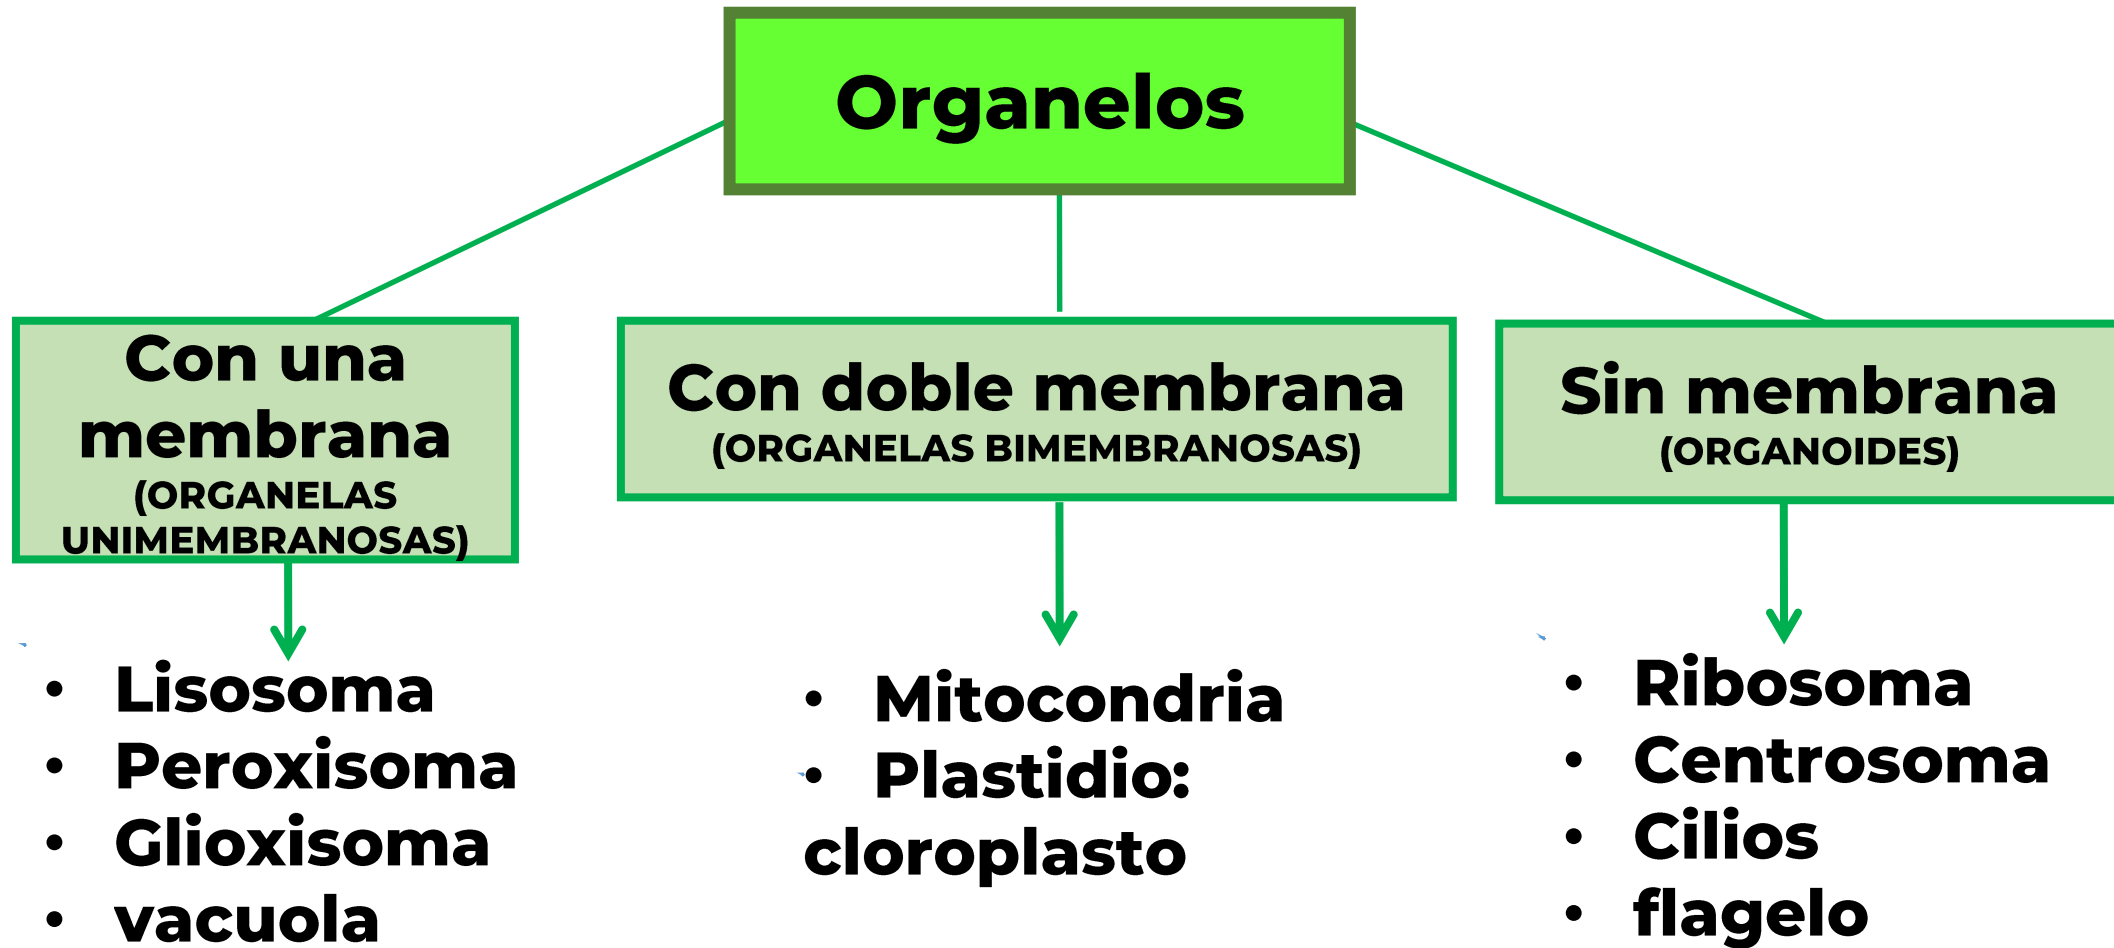 Organelos
Con una
membrana
(ORGANELAS
UNIMEMBRANOSAS)
• Lisosoma
• Peroxisoma
• Glioxisoma
• vacuola
Con doble membrana
(ORGANELAS BIMEMBRANOSAS)
• Mitocondria
• Plastidio:
cloroplasto
Sin membrana
(ORGANOIDES)
• Ribosoma
• Centrosoma
• Cilios
• flagelo